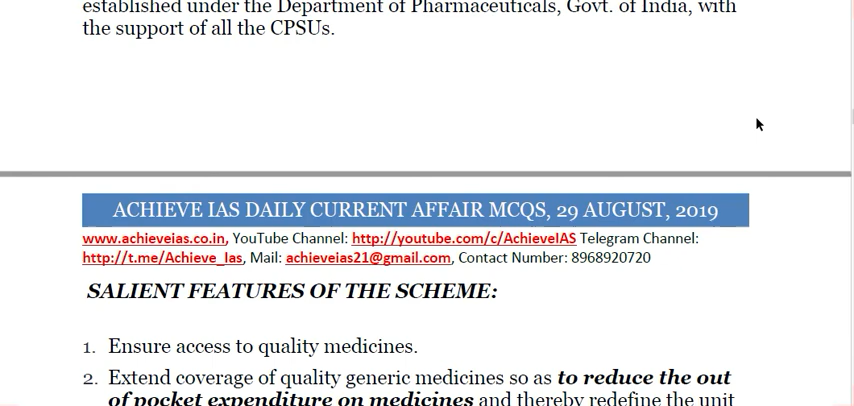 established under the Department of Pharmaceuticals, Govt. of India, with
the support of all the CPSUs.
ACHIEVE IAS DAILY CURRENT AFFAIR MCQS, 29 AUGUST, 2019
www.achieveias.co.in, YouTube Channel: http://youtube.com/c/AchieveIAS Telegram Channel:
http://t.me/Achieve_Ias, Mail: achieveias21@gmail.com, Contact Number: 8968920720
SALIENT FEATURES OF THE SCHEME:
1. Ensure access to quality medicines.
2. Extend coverage of quality generic medicines so as to reduce the out
of pocket expenditure on medicines and thereby redefine the unit